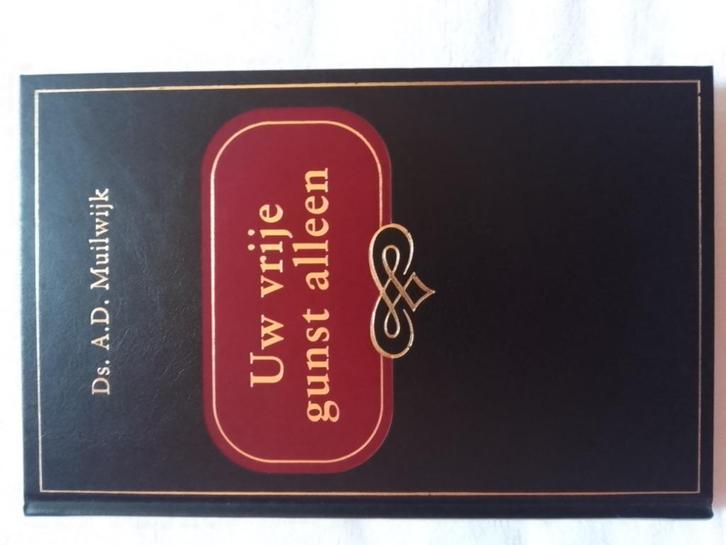 Ds. A.D. Muilwijk
Uw vrije
gunst alleen